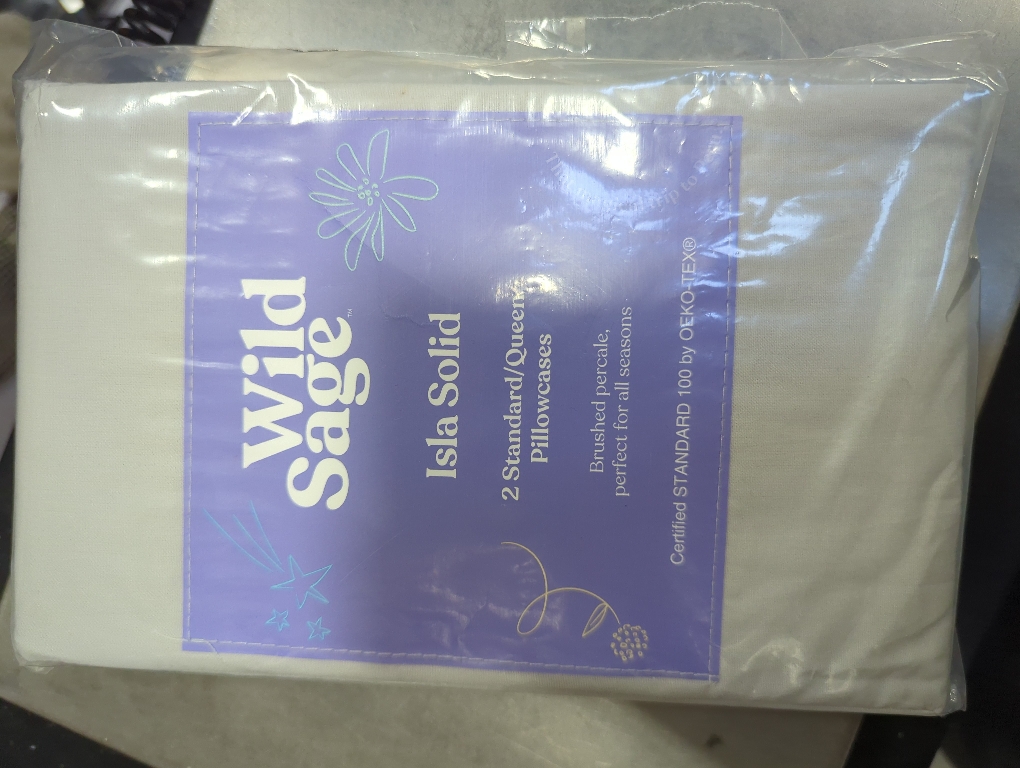 Wild
Sage™
Isla Solid
2 Standard/Queen
Pillowcases
Brushed percale,
perfect for all seasons
Certified STANDARD 100 by OEKO-TEX®